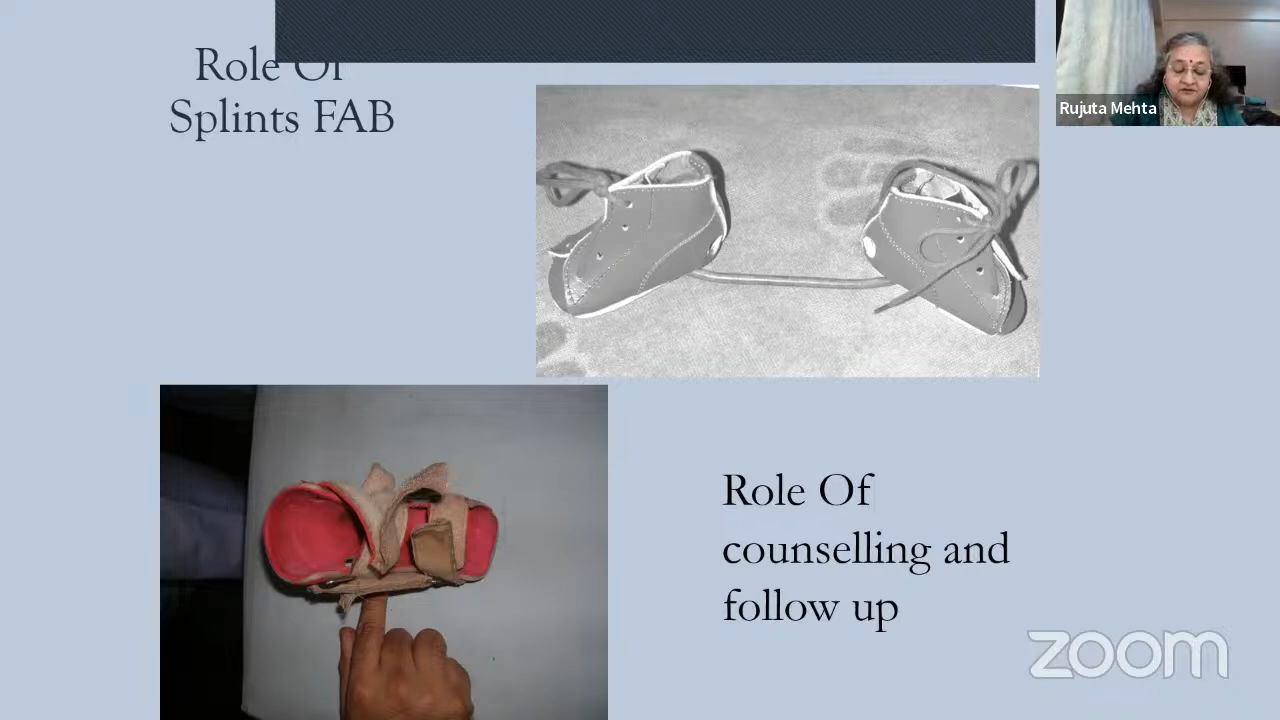 Role Of
Splints FAB
Rujuta Mehta
Role Of
counselling and
follow up
zoom